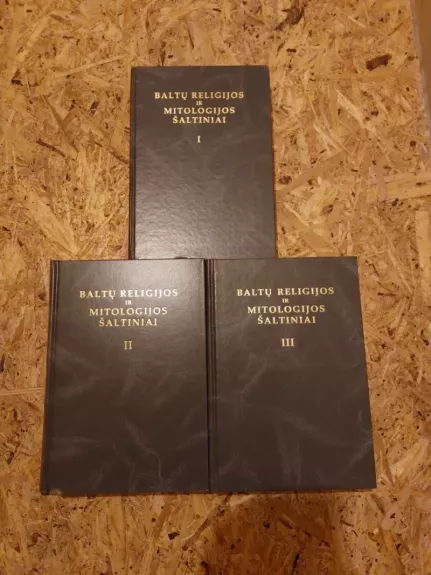 BALTŲ RELIGIJOS
IR
MITOLOGIJOS
ŠALTINIAI
I
BALTŲ RELIGIJOS
IR
MITOLOGIJOS
ŠALTINIAI
II
BALTŲ RELIGIJOS
IR
MITOLOGIJOS
ŠALTINIAI
III